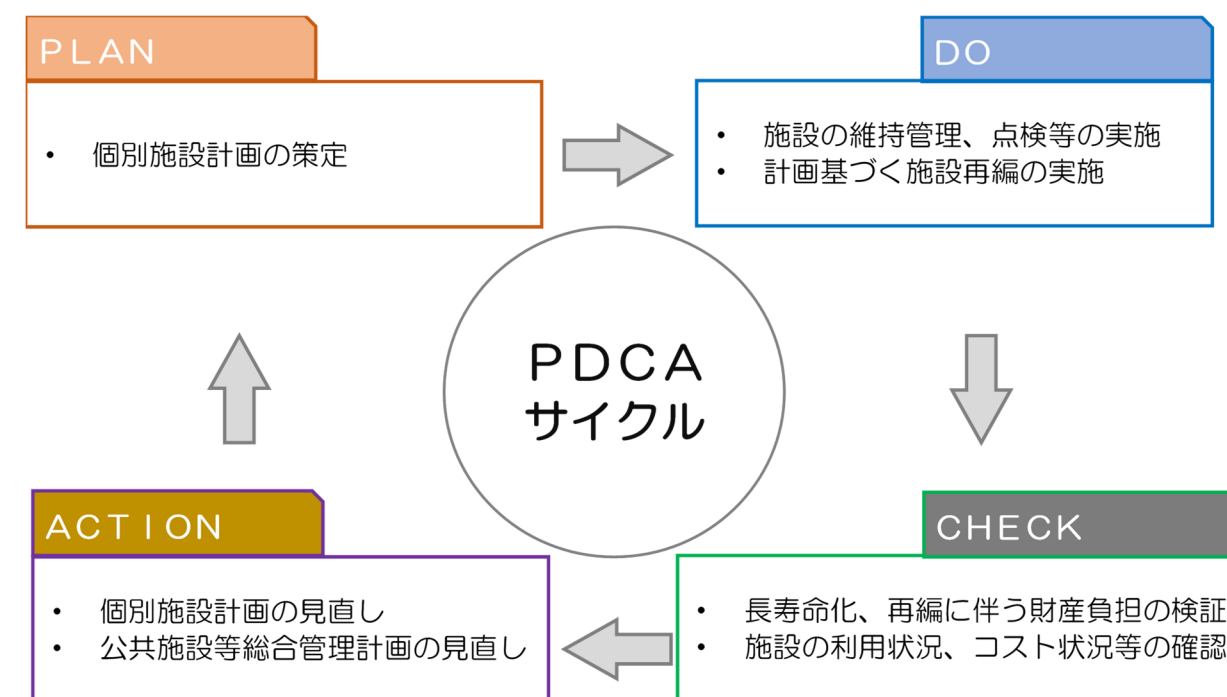 ＰＬＡＮ
• 個別施設計画の策定
ＤＯ
• 施設の維持管理、点検等の実施
• 計画基づく施設再編の実施
ＰＤＣＡ
サイクル
ＡＣＴＩＯＮ
• 個別施設計画の見直し
• 公共施設等総合管理計画の見直し
ＣＨＥＣＫ
• 長寿命化、再編に伴う財産負担の検証
• 施設の利用状況、コスト状況等の確認